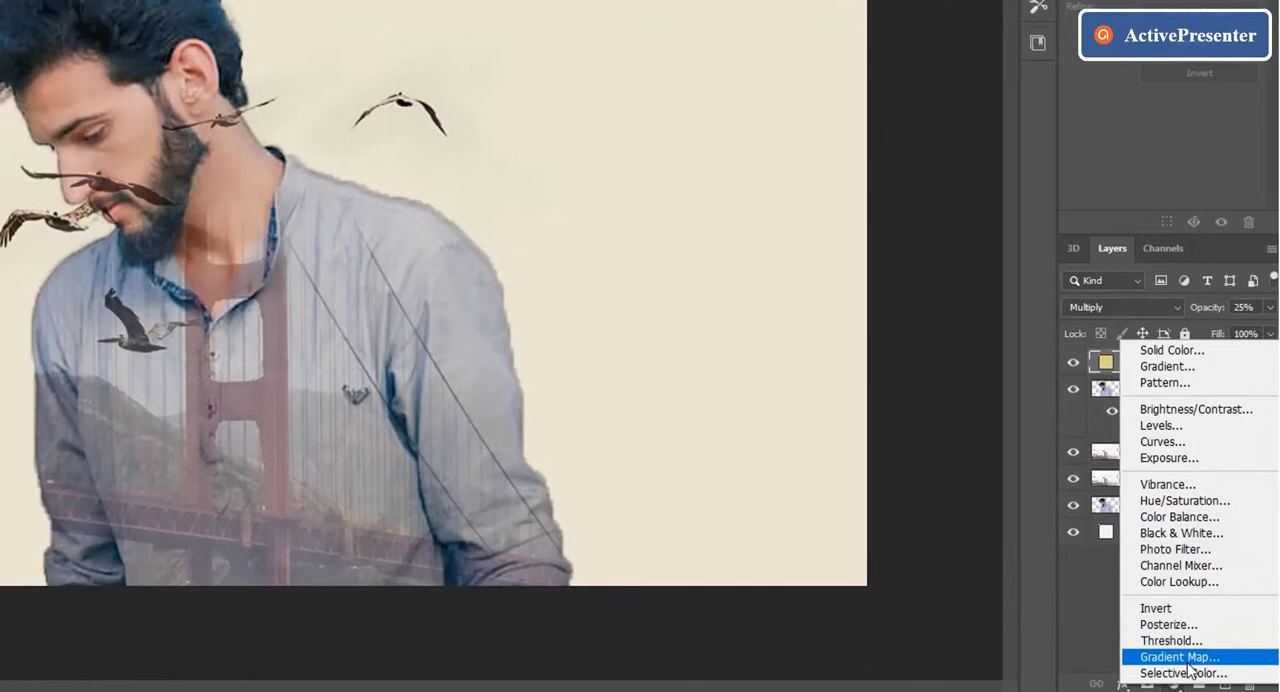 Refine:
ActivePresenter
Invert
3D Layers Channels
Kind
Multiply Opacity: 25%
Lock: Fill: 100%
Solid Color...
Gradient...
Pattern...
Brightness/Contrast...
Levels...
Curves...
Exposure...
Vibrance...
Hue/Saturation...
Color Balance...
Black & White...
Photo Filter...
Channel Mixer...
Color Lookup...
Invert
Posterize...
Threshold...
Gradient Map...
Selective Color...